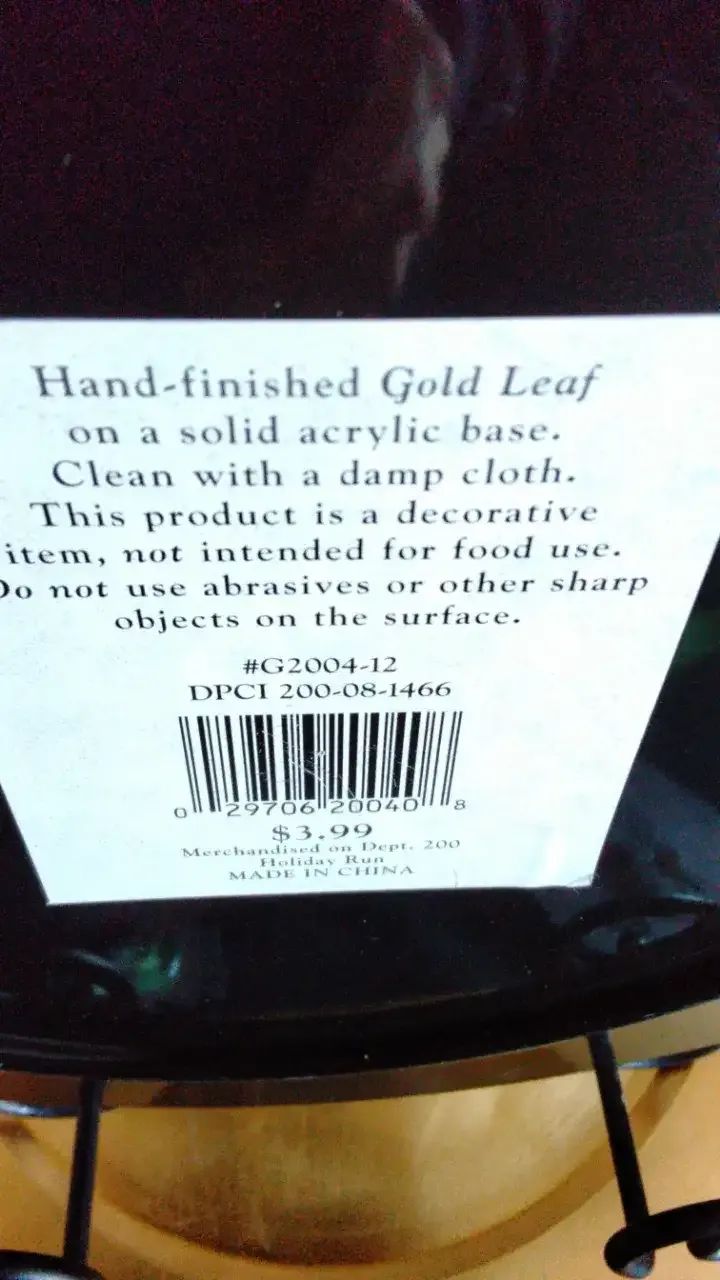 Hand-finished Gold Leaf
on a solid acrylic base.
Clean with a damp cloth.
This product is a decorative
item, not intended for food use.
Do not use abrasives or other sharp
objects on the surface.
#G2004-12
DPCI 200-08-1466
0 29706 20040 8
$3.99
Merchandised on Dept. 200
Holiday Run
MADE IN CHINA